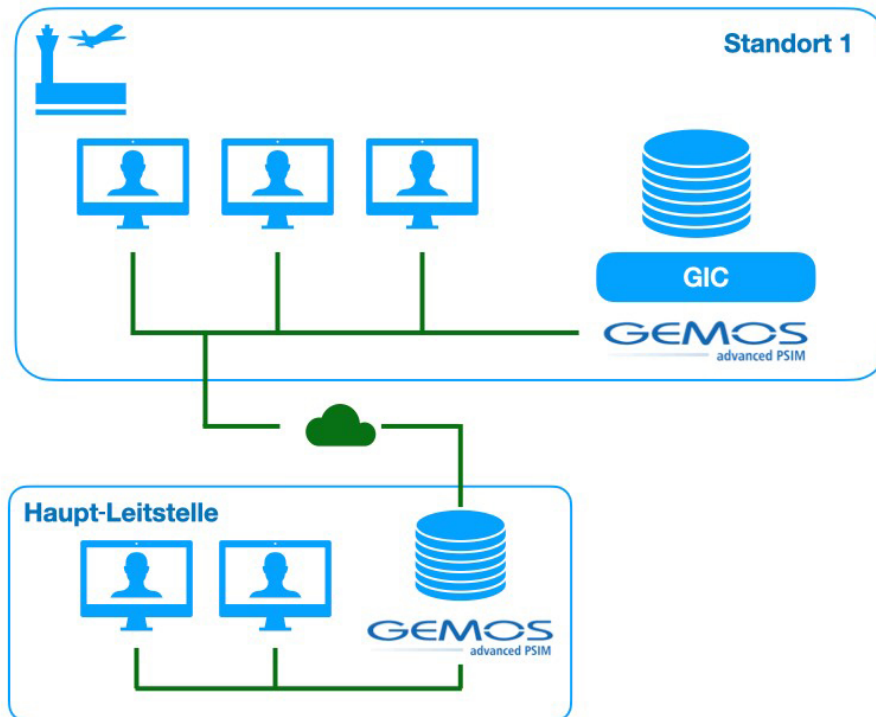 Standort 1
GIC
GEMOS
advanced PSIM
Haupt-Leitstelle
GEMOS
advanced PSIM